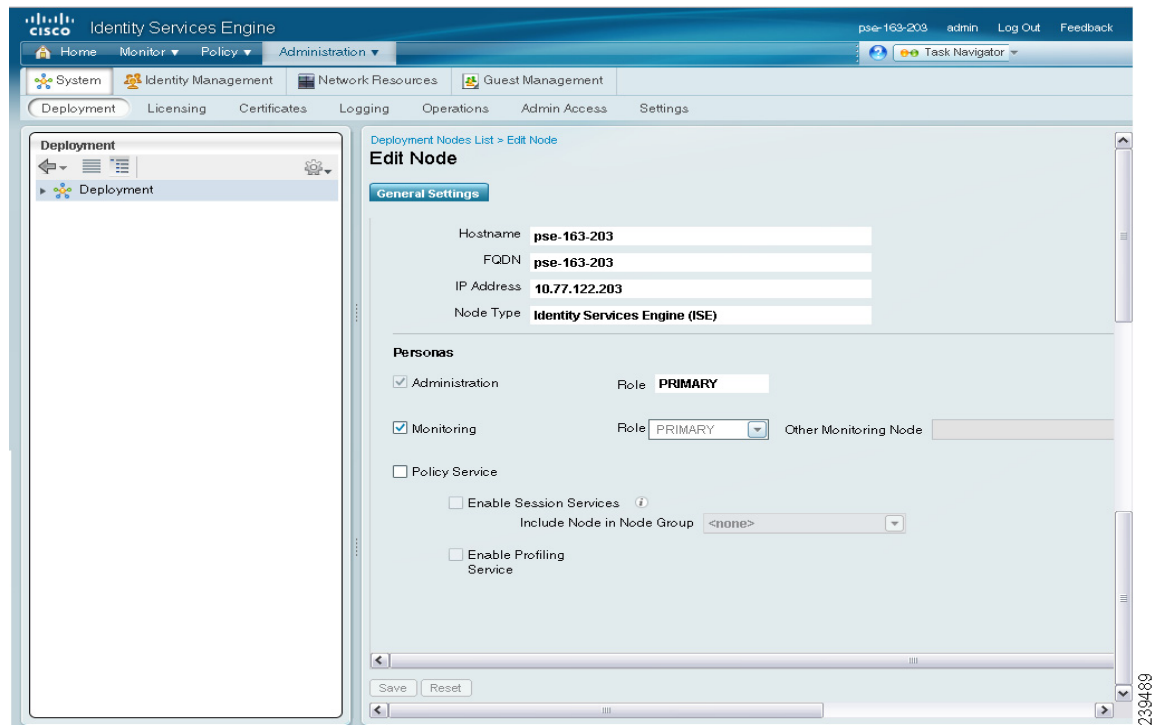 cisco Identity Services Engine
pse-163-203 admin Log Out Feedback
Home Monitor Policy Administration
Task Navigator
System Identity Management Network Resources Guest Management
Deployment Licensing Certificates Logging Operations Admin Access Settings
Deployment
Deployment
Deployment Nodes List > Edit Node
Edit Node
General Settings
Hostname pse-163-203
FQDN pse-163-203
IP Address 10.77.122.203
Node Type Identity Services Engine (ISE)
Personas
Administration Role PRIMARY
Monitoring Role PRIMARY Other Monitoring Node
Policy Service
Enable Session Services i
Include Node in Node Group <none>
Enable Profiling
Service
Save Reset
239489